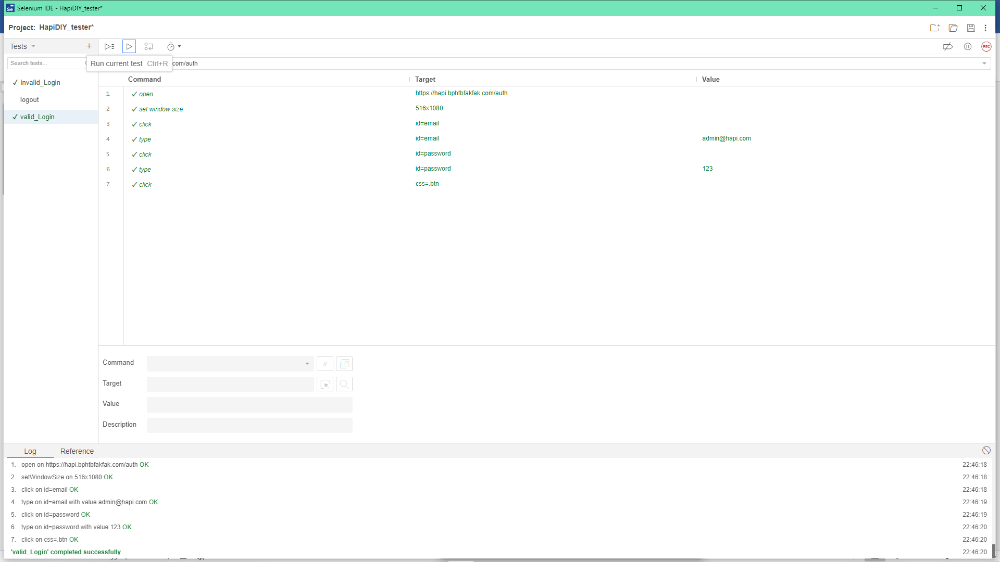 Selenium IDE - HapiDIY_tester*
Project: HapiDIY_tester*
Tests
REC
Search tests...
Run current test Ctrl+R
com/auth
Command Target Value
✓ Invalid_Login
logout
✓ valid_Login
1 ✓ open https://hapi.bphtbfakfak.com/auth
2 ✓ set window size 516x1080
3 ✓ click id=email
4 ✓ type id=email admin@hapi.com
5 ✓ click id=password
6 ✓ type id=password 123
7 ✓ click css=.btn
Command //
Target
Value
Description
Log Reference
1. open on https://hapi.bphtbfakfak.com/auth OK 22:46:18
2. setWindowSize on 516x1080 OK 22:46:18
3. click on id=email OK 22:46:18
4. type on id=email with value admin@hapi.com OK 22:46:19
5. click on id=password OK 22:46:19
6. type on id=password with value 123 OK 22:46:20
7. click on css=.btn OK 22:46:20
'valid_Login' completed successfully 22:46:20